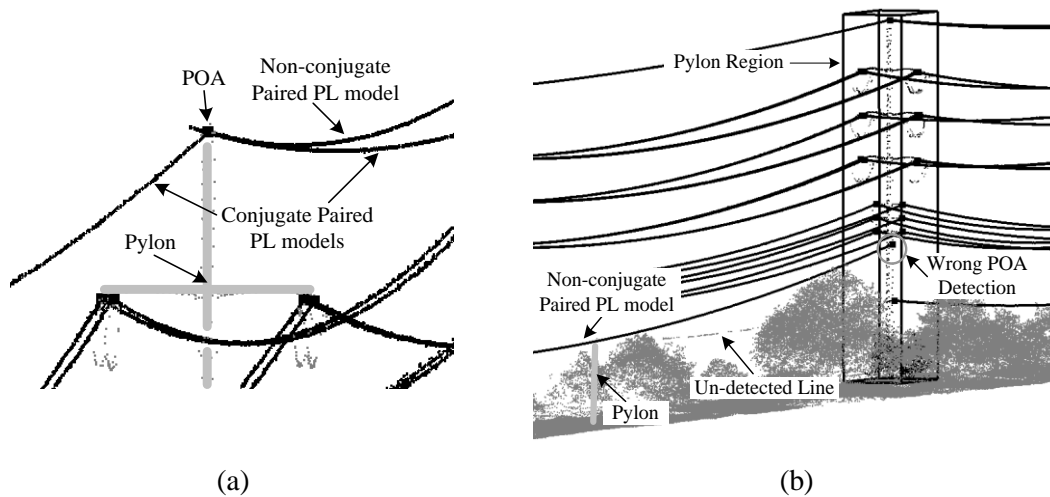 POA
Non-conjugate
Paired PL model
Conjugate Paired
PL models
Pylon
(a)
Pylon Region
Wrong POA
Detection
Non-conjugate
Paired PL model
Un-detected Line
Pylon
(b)